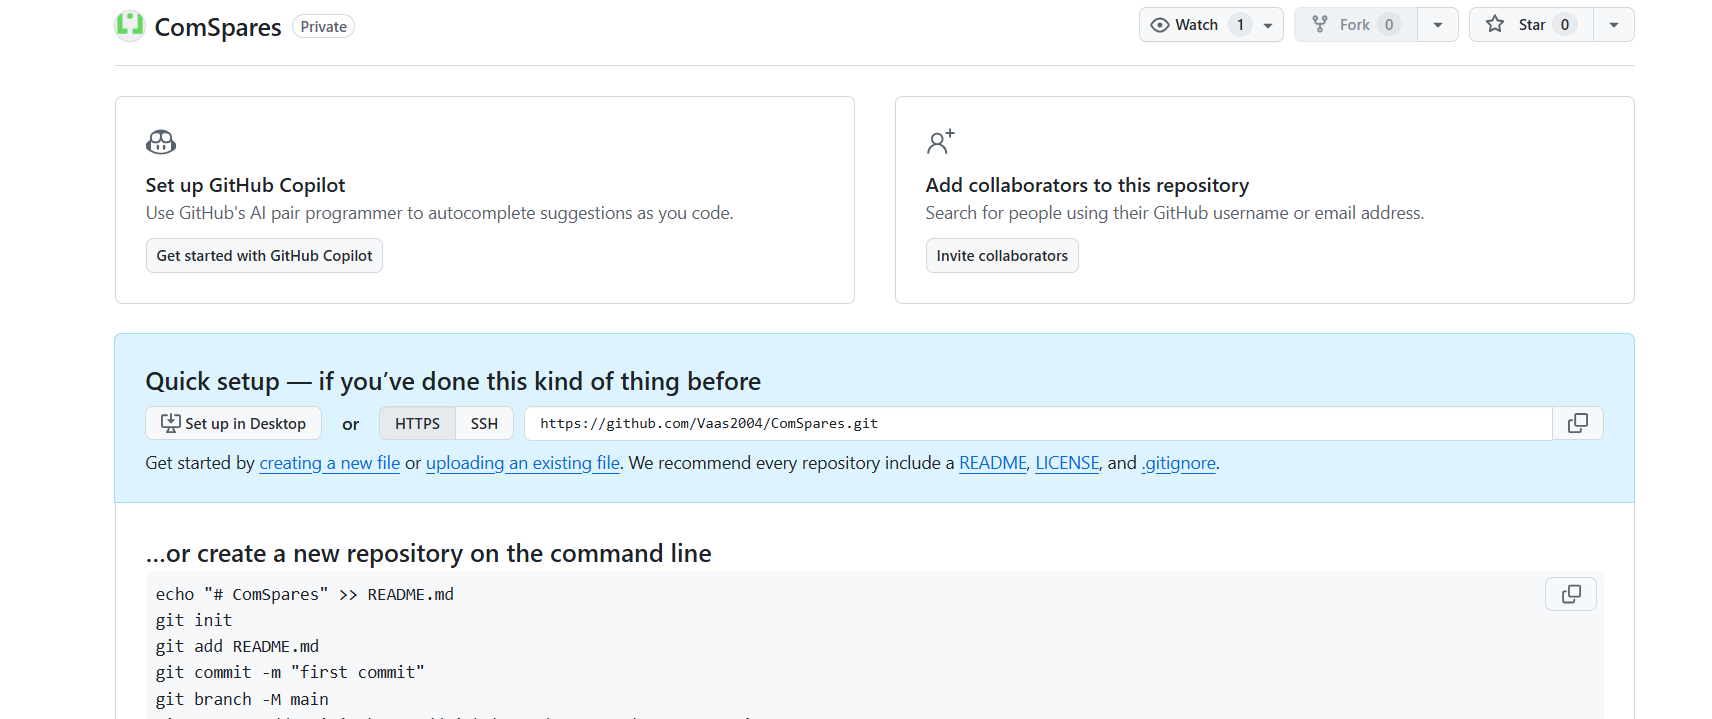 ComSpares Private
Watch 1
Fork 0
Star 0
Set up GitHub Copilot
Use GitHub's AI pair programmer to autocomplete suggestions as you code.
Get started with GitHub Copilot
Add collaborators to this repository
Search for people using their GitHub username or email address.
Invite collaborators
Quick setup — if you’ve done this kind of thing before
Set up in Desktop or HTTPS SSH https://github.com/Vaas2004/ComSpares.git
Get started by creating a new file or uploading an existing file. We recommend every repository include a README, LICENSE, and .gitignore.
…or create a new repository on the command line
echo "# ComSpares" >> README.md
git init
git add README.md
git commit -m "first commit"
git branch -M main